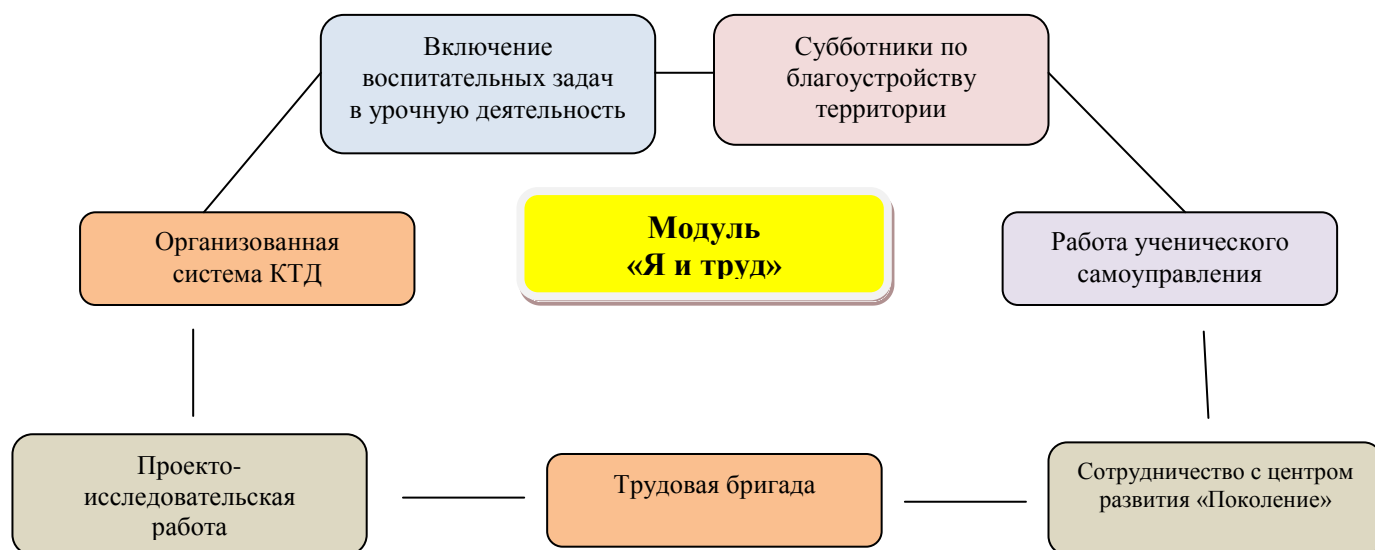 Включение
воспитательных задач
в урочную деятельность
Субботники по
благоустройству
территории
Организованная
система КТД
Модуль
«Я и труд»
Работа ученического
самоуправления
Проекто-
исследовательская
работа
Трудовая бригада
Сотрудничество с центром
развития «Поколение»